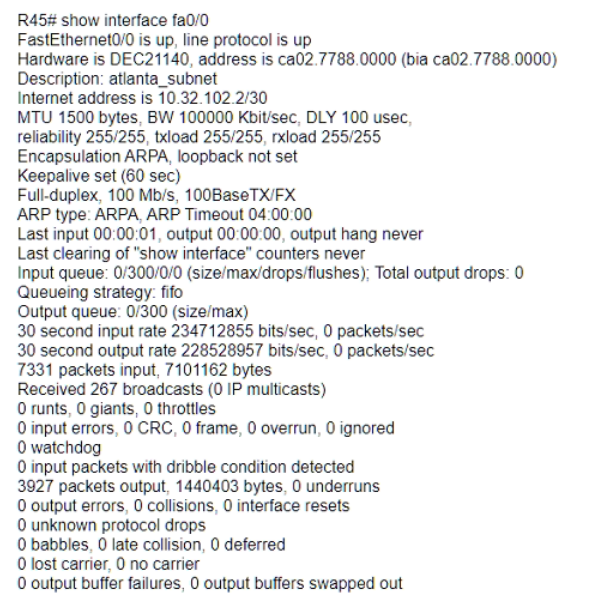 R45# show interface fa0/0
FastEthernet0/0 is up, line protocol is up
Hardware is DEC21140, address is ca02.7788.0000 (bia ca02.7788.0000)
Description: atlanta_subnet
Internet address is 10.32.102.2/30
MTU 1500 bytes, BW 100000 Kbit/sec, DLY 100 usec,
reliability 255/255, txload 255/255, rxload 255/255
Encapsulation ARPA, loopback not set
Keepalive set (60 sec)
Full-duplex, 100 Mb/s, 100BaseTX/FX
ARP type: ARPA, ARP Timeout 04:00:00
Last input 00:00:01, output 00:00:00, output hang never
Last clearing of "show interface" counters never
Input queue: 0/300/0/0 (size/max/drops/flushes); Total output drops: 0
Queueing strategy: fifo
Output queue: 0/300 (size/max)
30 second input rate 234712855 bits/sec, 0 packets/sec
30 second output rate 228528957 bits/sec, 0 packets/sec
7331 packets input, 7101162 bytes
Received 267 broadcasts (0 IP multicasts)
0 runts, 0 giants, 0 throttles
0 input errors, 0 CRC, 0 frame, 0 overrun, 0 ignored
0 watchdog
0 input packets with dribble condition detected
3927 packets output, 1440403 bytes, 0 underruns
0 output errors, 0 collisions, 0 interface resets
0 unknown protocol drops
0 babbles, 0 late collision, 0 deferred
0 lost carrier, 0 no carrier
0 output buffer failures, 0 output buffers swapped out